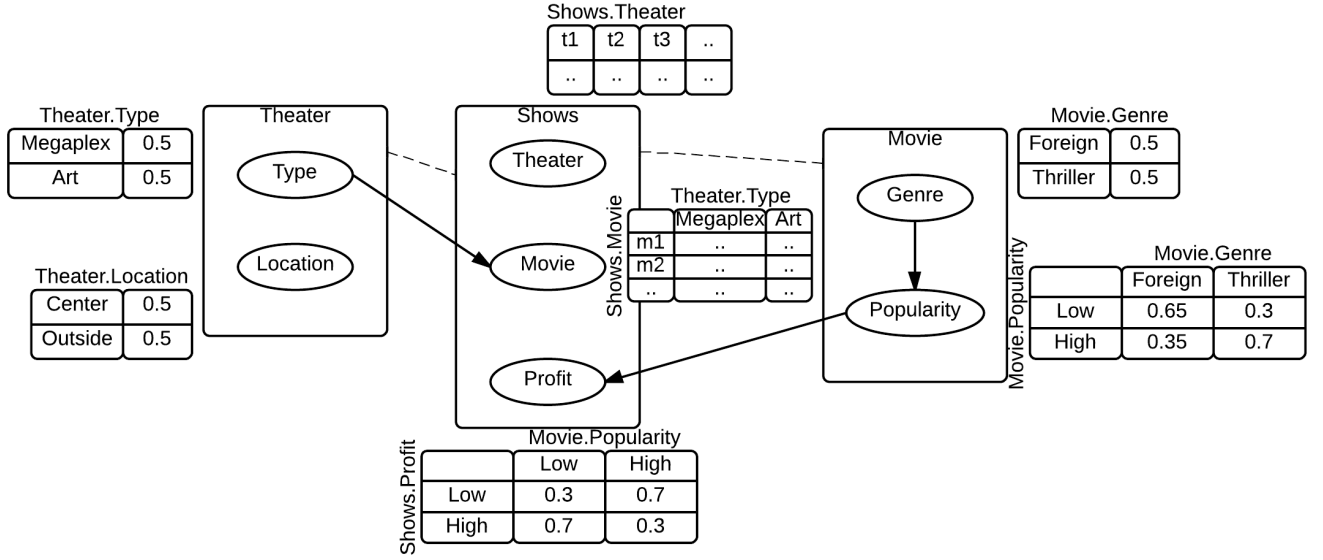 Shows.Theater
t1 t2 t3 ..
.. .. .. ..
Theater.Type
Megaplex 0.5
Art 0.5
Theater
Type
Location
Theater.Location
Center 0.5
Outside 0.5
Shows
Theater
Movie
Profit
Shows.Movie
Theater.Type
Megaplex Art
m1 .. ..
m2 .. ..
.. .. ..
Movie
Genre
Popularity
Movie.Genre
Foreign 0.5
Thriller 0.5
Movie.Popularity
Movie.Genre
Foreign Thriller
Low 0.65 0.3
High 0.35 0.7
Shows.Profit
Movie.Popularity
Low High
Low 0.3 0.7
High 0.7 0.3